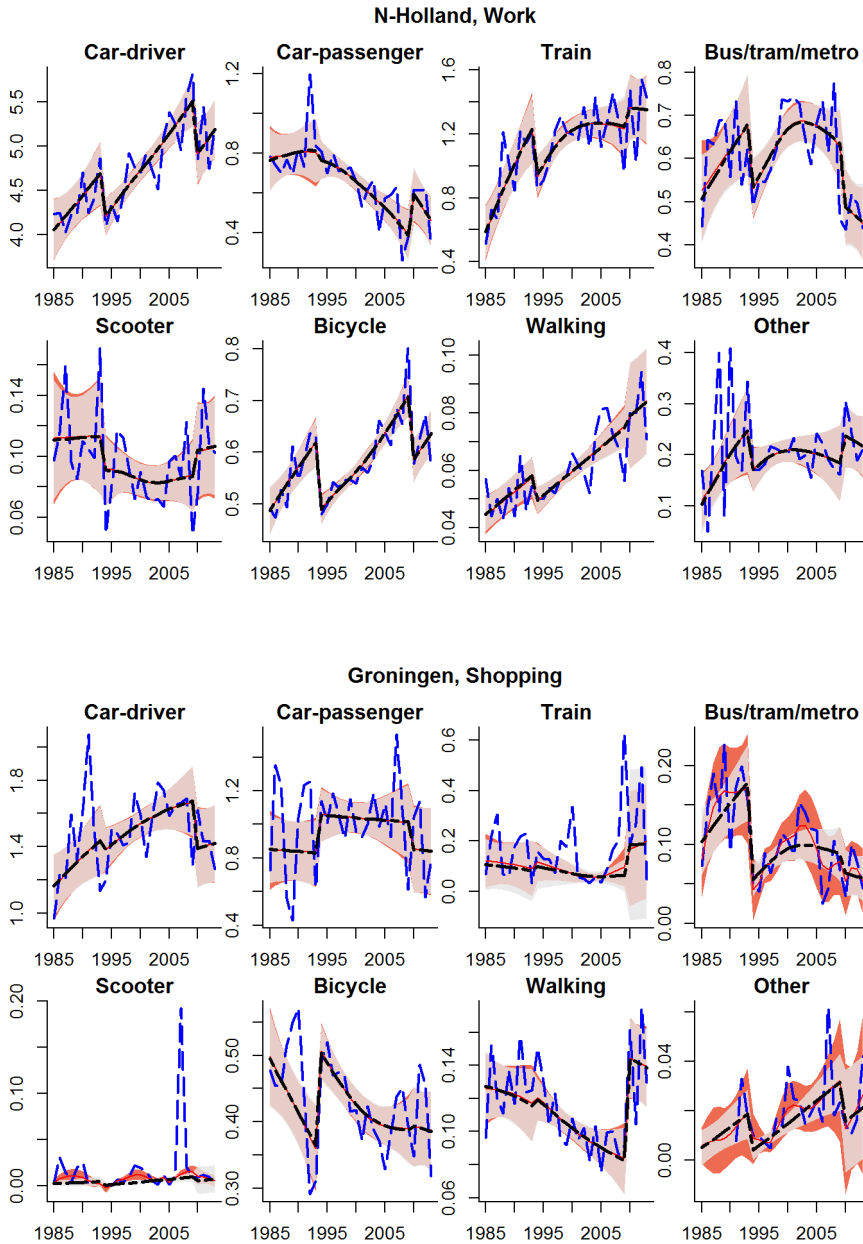 N-Holland, Work
Car-driver Car-passenger Train Bus/tram/metro
4.0 4.5 5.0 5.5
0.4 0.8 1.2
0.4 0.8 1.2 1.6
0.4 0.5 0.6 0.7 0.8
1985 1995 2005 1985 1995 2005 1985 1995 2005 1985 1995 2005
Scooter Bicycle Walking Other
0.06 0.10 0.14
0.5 0.6 0.7 0.8
0.04 0.06 0.08 0.10
0.1 0.2 0.3 0.4
1985 1995 2005 1985 1995 2005 1985 1995 2005 1985 1995 2005
Groningen, Shopping
Car-driver Car-passenger Train Bus/tram/metro
1.0 1.4 1.8
0.4 0.8 1.2
0.0 0.2 0.4 0.6
0.00 0.10 0.20
1985 1995 2005 1985 1995 2005 1985 1995 2005 1985 1995 2005
Scooter Bicycle Walking Other
0.00 0.10 0.20
0.30 0.40 0.50
0.06 0.10 0.14
0.00 0.04
1985 1995 2005 1985 1995 2005 1985 1995 2005 1985 1995 2005